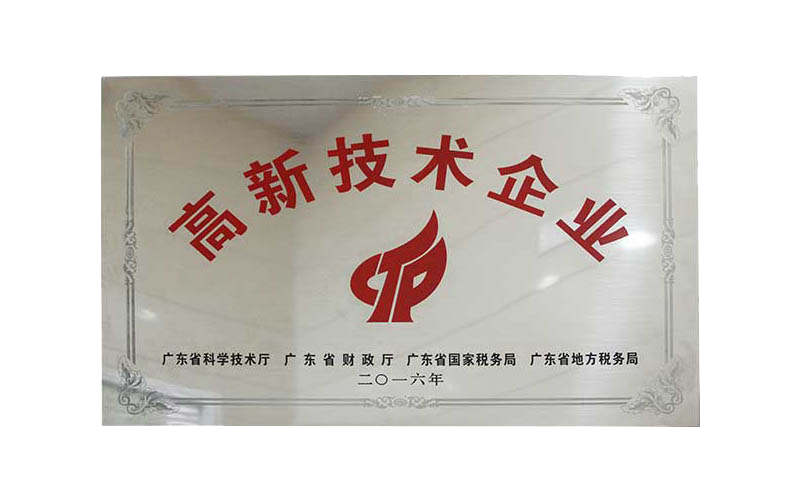 高新技术企业
CTP
广东省科学技术厅 广东省财政厅 广东省国家税务局 广东省地方税务局
二〇一六年